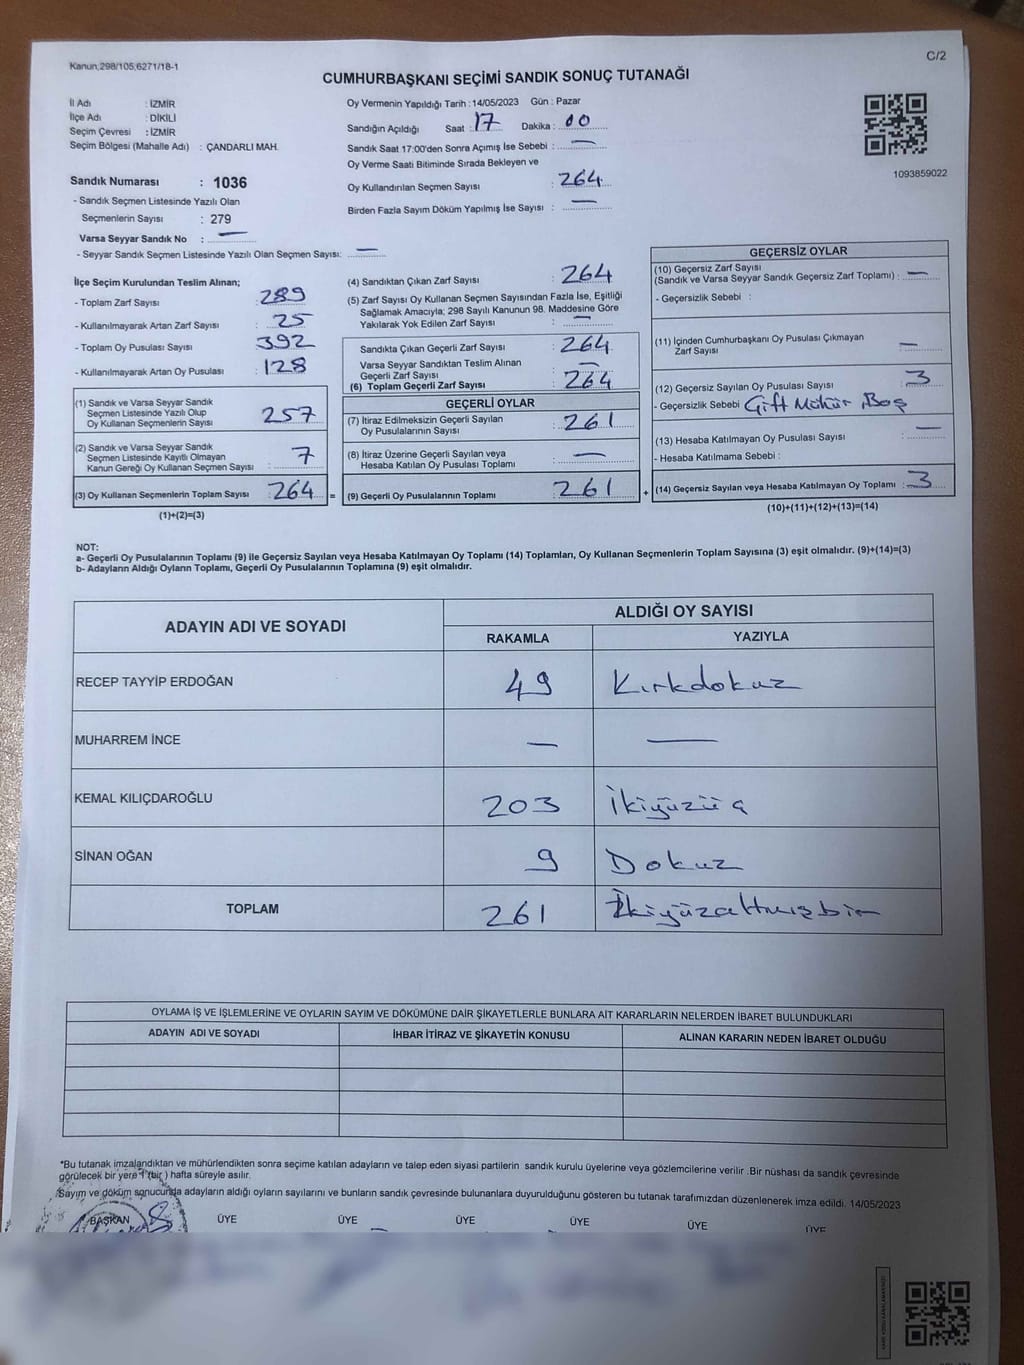 Kanun,298/105,6271/18-1
C/2
CUMHURBAŞKANI SEÇİMİ SANDIK SONUÇ TUTANAĞI
İl Adı : İZMİR
İlçe Adı : DİKİLİ
Seçim Çevresi : İZMİR
Seçim Bölgesi (Mahalle Adı) : ÇANDARLI MAH.
Sandık Numarası : 1036
- Sandık Seçmen Listesinde Yazılı Olan
Seçmenlerin Sayısı : 279
Varsa Seyyar Sandık No : —
- Seyyar Sandık Seçmen Listesinde Yazılı Olan Seçmen Sayısı: —
Oy Vermenin Yapıldığı Tarih : 14/05/2023 Gün : Pazar
Sandığın Açıldığı Saat : 17 Dakika : 00
Sandık Saat 17:00'den Sonra Açımış İse Sebebi : —
Oy Verme Saati Bitiminde Sırada Bekleyen ve
Oy Kullandırılan Seçmen Sayısı : 264
Birden Fazla Sayım Döküm Yapılmış İse Sayısı : —
1093859022
İlçe Seçim Kurulundan Teslim Alınan;
- Toplam Zarf Sayısı : 289
- Kullanılmayarak Artan Zarf Sayısı : 25
- Toplam Oy Pusulası Sayısı : 392
- Kullanılmayarak Artan Oy Pusulası : 128
(1) Sandık ve Varsa Seyyar Sandık
Seçmen Listesinde Yazılı Olup
Oy Kullanan Seçmenlerin Sayısı : 257
(2) Sandık ve Varsa Seyyar Sandık
Seçmen Listesinde Kayıtlı Olmayan
Kanun Gereği Oy Kullanan Seçmen Sayısı : 7
(3) Oy Kullanan Seçmenlerin Toplam Sayısı : 264 =
(1)+(2)=(3)
(4) Sandıktan Çıkan Zarf Sayısı : 264
(5) Zarf Sayısı Oy Kullanan Seçmen Sayısından Fazla İse, Eşitliği
Sağlamak Amacıyla; 298 Sayılı Kanunun 98. Maddesine Göre
Yakılarak Yok Edilen Zarf Sayısı : —
Sandıkta Çıkan Geçerli Zarf Sayısı : 264
Varsa Seyyar Sandıktan Teslim Alınan
Geçerli Zarf Sayısı : —
(6) Toplam Geçerli Zarf Sayısı : 264
GEÇERLİ OYLAR
(7) İtiraz Edilmeksizin Geçerli Sayılan
Oy Pusulalarının Sayısı : 261
(8) İtiraz Üzerine Geçerli Sayılan veya
Hesaba Katılan Oy Pusulası Toplamı : —
(9) Geçerli Oy Pusulalarının Toplamı : 261 +
GEÇERSİZ OYLAR
(10) Geçersiz Zarf Sayısı
(Sandık ve Varsa Seyyar Sandık Geçersiz Zarf Toplamı) : —
- Geçersizlik Sebebi :
(11) İçinden Cumhurbaşkanı Oy Pusulası Çıkmayan
Zarf Sayısı : —
(12) Geçersiz Sayılan Oy Pusulası Sayısı : 3
- Geçersizlik Sebebi Çift Mühür, Boş
(13) Hesaba Katılmayan Oy Pusulası Sayısı : —
- Hesaba Katılmama Sebebi :
(14) Geçersiz Sayılan veya Hesaba Katılmayan Oy Toplamı : 3
(10)+(11)+(12)+(13)=(14)
NOT:
a- Geçerli Oy Pusulalarının Toplamı (9) ile Geçersiz Sayılan veya Hesaba Katılmayan Oy Toplamı (14) Toplamları, Oy Kullanan Seçmenlerin Toplam Sayısına (3) eşit olmalıdır. (9)+(14)=(3)
b- Adayların Aldığı Oyların Toplamı, Geçerli Oy Pusulalarının Toplamına (9) eşit olmalıdır.
ADAYIN ADI VE SOYADI
ALDIĞI OY SAYISI
RAKAMLA YAZIYLA
RECEP TAYYİP ERDOĞAN 49 Kırkdokuz
MUHARREM İNCE — —
KEMAL KILIÇDAROĞLU 203 İkiyüzüç
SİNAN OĞAN 9 Dokuz
TOPLAM 261 İkiyüzaltmışbir
OYLAMA İŞ VE İŞLEMLERİNE VE OYLARIN SAYIM VE DÖKÜMÜNE DAİR ŞİKAYETLERLE BUNLARA AİT KARARLARIN NELERDEN İBARET BULUNDUKLARI
ADAYIN ADI VE SOYADI İHBAR İTİRAZ VE ŞİKAYETİN KONUSU ALINAN KARARIN NEDEN İBARET OLDUĞU
*Bu tutanak imzalandıktan ve mühürlendikten sonra seçime katılan adayların ve talep eden siyasi partilerin sandık kurulu üyelerine veya gözlemcilerine verilir .Bir nüshası da sandık çevresinde
görülecek bir yere 1 (bir ) hafta süreyle asılır.
Sayım ve döküm sonucunda adayların aldığı oyların sayılarını ve bunların sandık çevresinde bulunanlara duyurulduğunu gösteren bu tutanak tarafımızdan düzenlenerek imza edildi. 14/05/2023
BAŞKAN ÜYE ÜYE ÜYE ÜYE ÜYE ÜYE